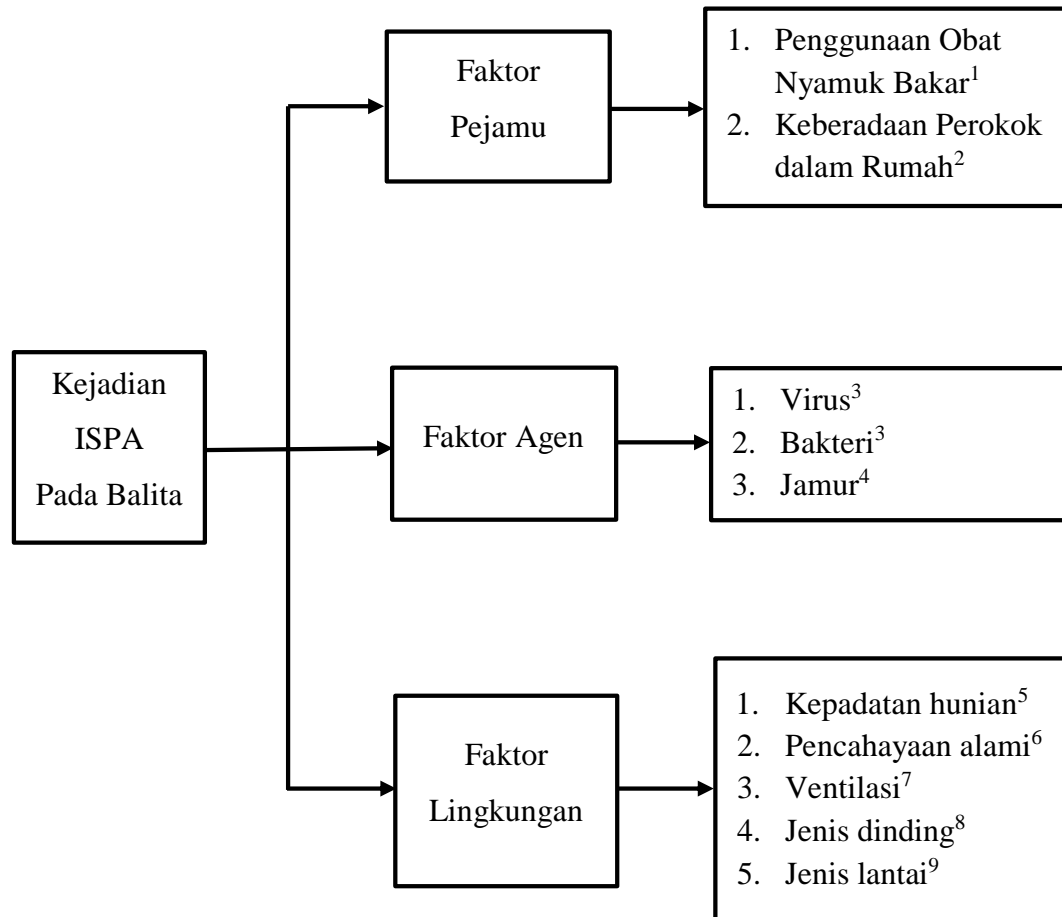 Kejadian
ISPA
Pada Balita
Faktor
Pejamu
1. Penggunaan Obat
Nyamuk Bakar¹
2. Keberadaan Perokok
dalam Rumah²
Faktor Agen
1. Virus³
2. Bakteri³
3. Jamur⁴
Faktor
Lingkungan
1. Kepadatan hunian⁵
2. Pencahayaan alami⁶
3. Ventilasi⁷
4. Jenis dinding⁸
5. Jenis lantai⁹